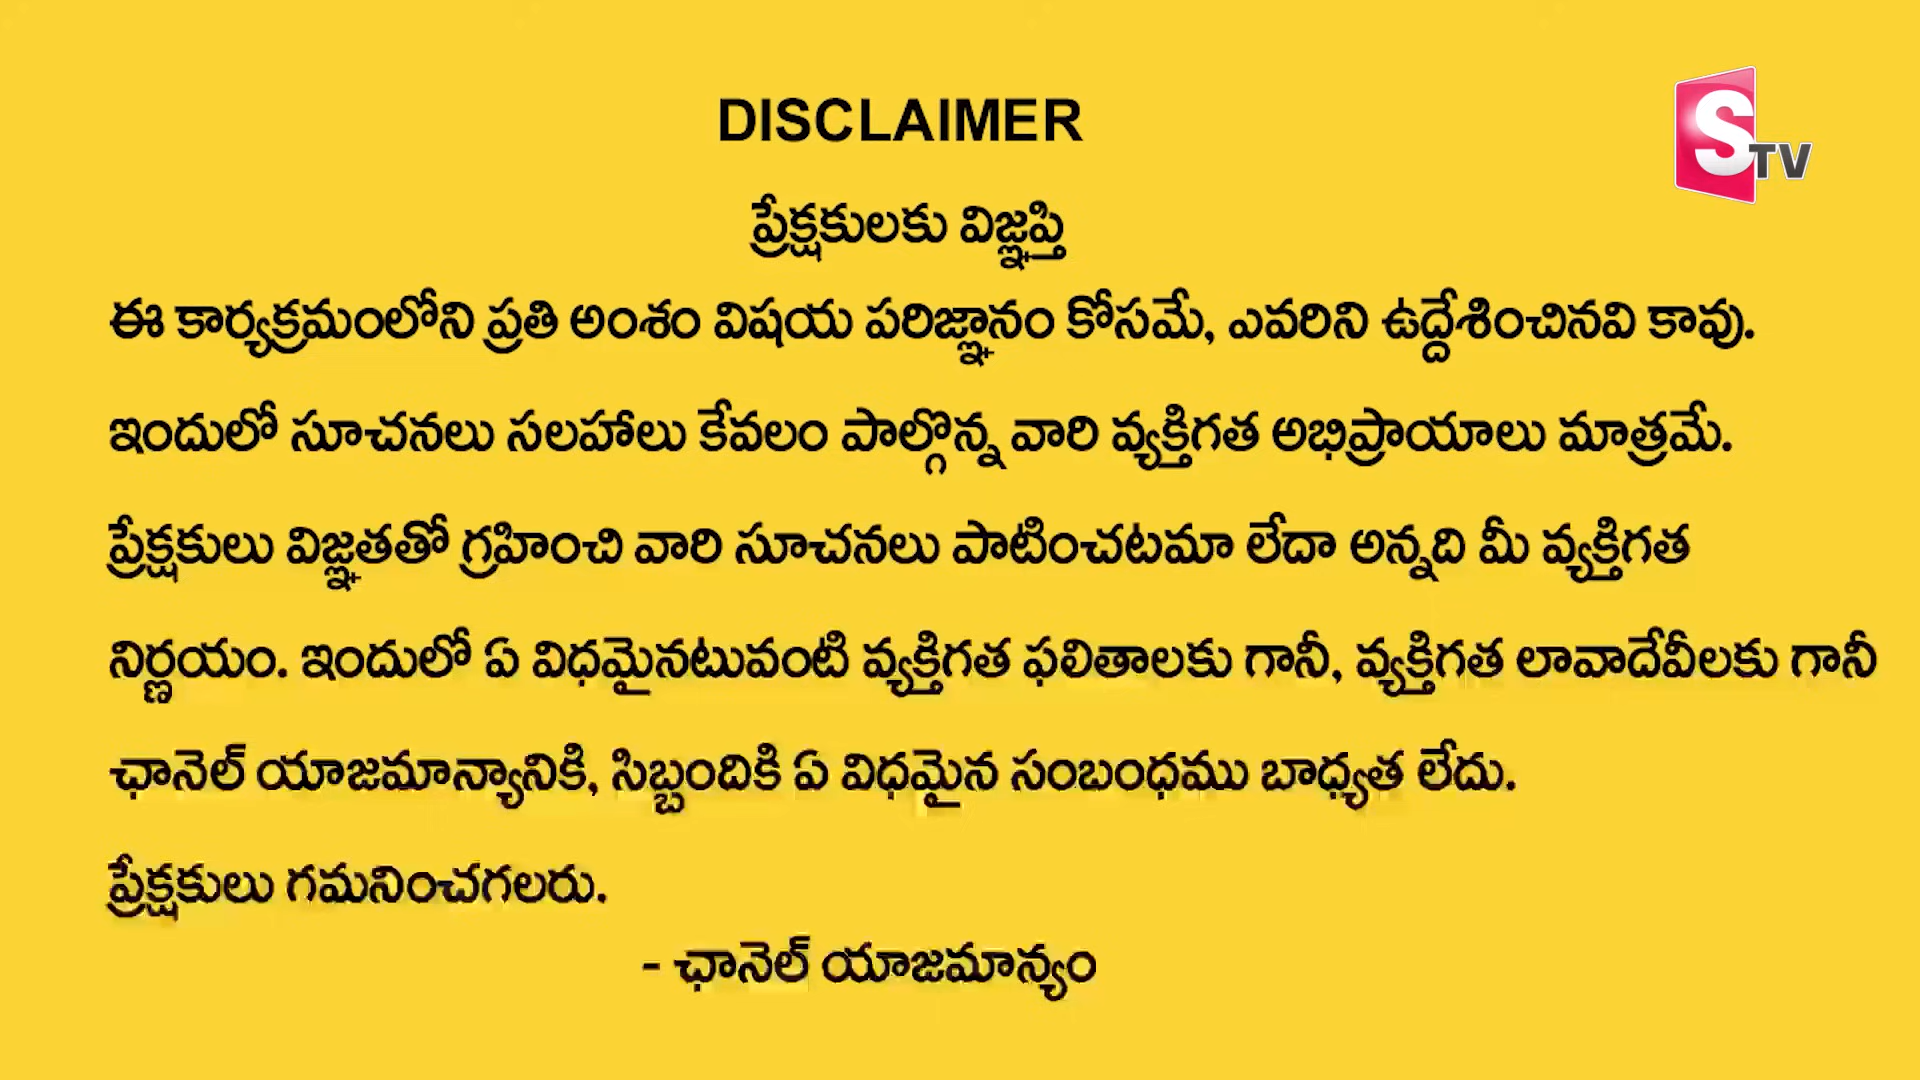 DISCLAIMER
STV
ప్రేక్షకులకు విజ్ఞప్తి
ఈ కార్యక్రమంలోని ప్రతి అంశం విషయ పరిజ్ఞానం కోసమే, ఎవరిని ఉద్దేశించినవి కావు.
ఇందులో సూచనలు సలహాలు కేవలం పాల్గొన్న వారి వ్యక్తిగత అభిప్రాయాలు మాత్రమే.
ప్రేక్షకులు విజ్ఞతతో గ్రహించి వారి సూచనలు పాటించటమా లేదా అన్నది మీ వ్యక్తిగత
నిర్ణయం. ఇందులో ఏ విధమైనటువంటి వ్యక్తిగత ఫలితాలకు గానీ, వ్యక్తిగత లావాదేవీలకు గానీ
ఛానెల్ యాజమాన్యానికి, సిబ్బందికి ఏ విధమైన సంబంధము బాధ్యత లేదు.
ప్రేక్షకులు గమనించగలరు.
- ఛానెల్ యాజమాన్యం